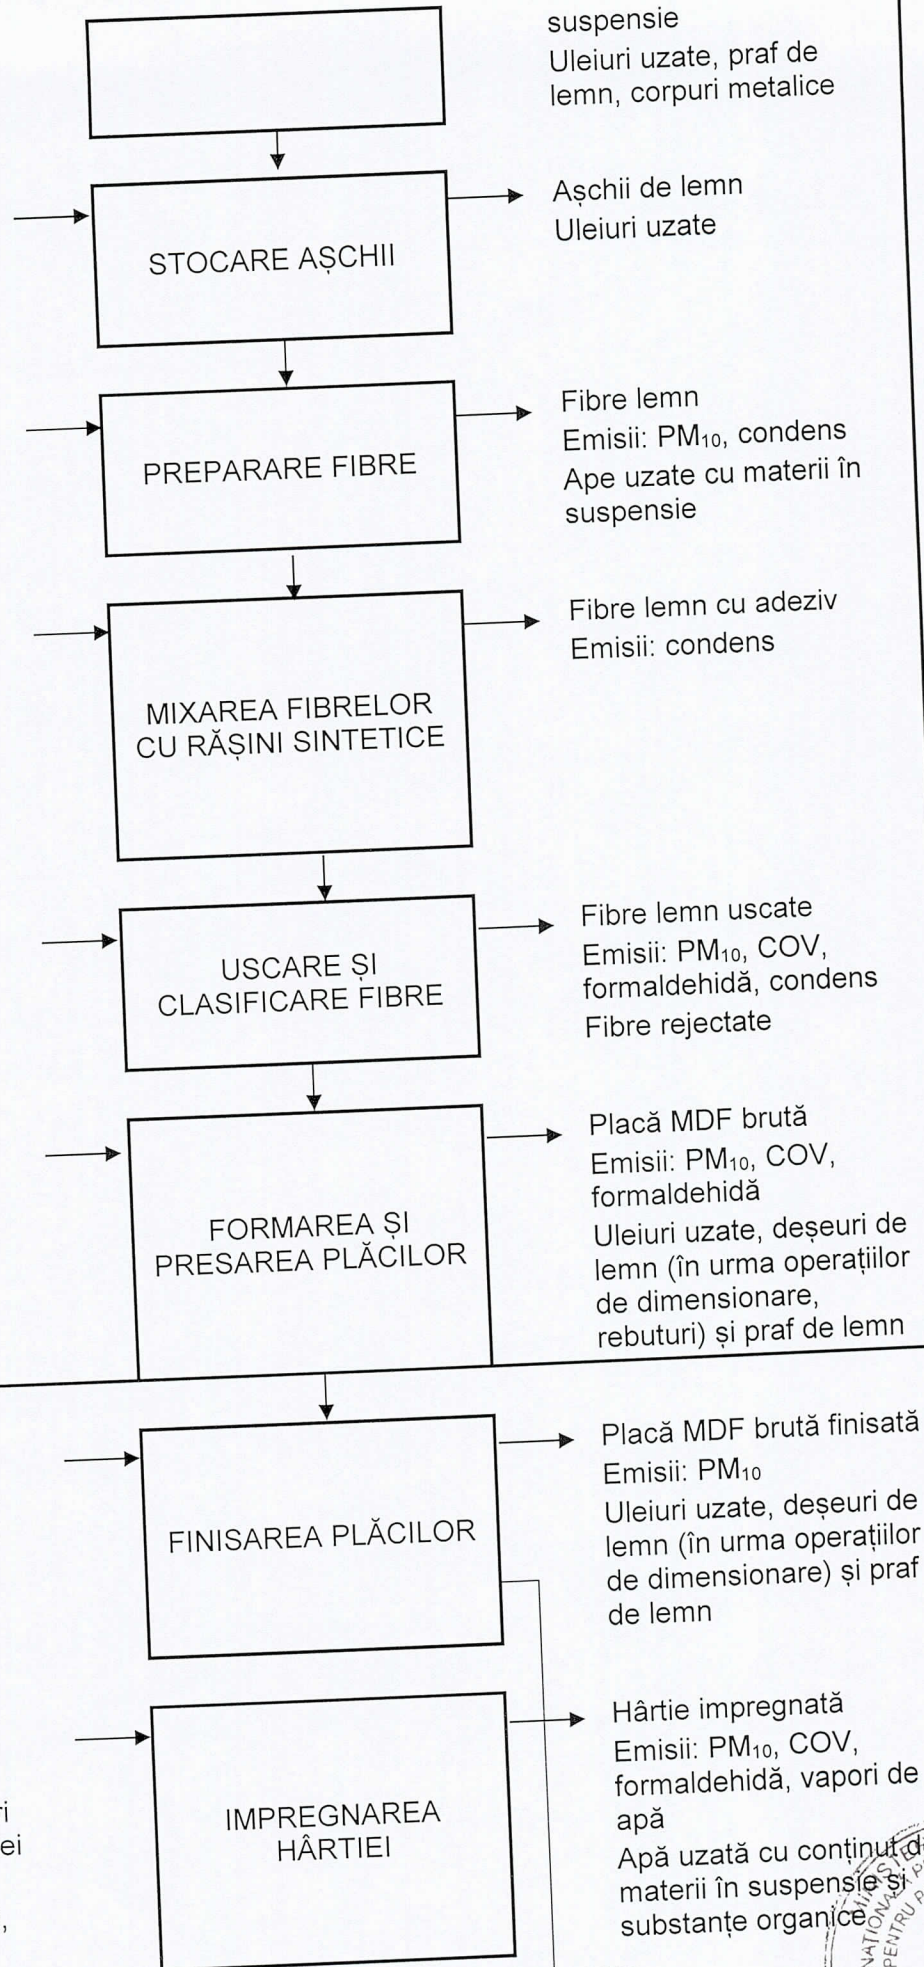 suspensie
Uleiuri uzate, praf de
lemn, corpuri metalice
STOCARE AȘCHII
Așchii de lemn
Uleiuri uzate
PREPARARE FIBRE
Fibre lemn
Emisii: PM₁₀, condens
Ape uzate cu materii în
suspensie
MIXAREA FIBRELOR
CU RĂȘINI SINTETICE
Fibre lemn cu adeziv
Emisii: condens
USCARE ȘI
CLASIFICARE FIBRE
Fibre lemn uscate
Emisii: PM₁₀, COV,
formaldehidă, condens
Fibre rejectate
FORMAREA ȘI
PRESAREA PLĂCILOR
Placă MDF brută
Emisii: PM₁₀, COV,
formaldehidă
Uleiuri uzate, deșeuri de
lemn (în urma operațiilor
de dimensionare,
rebuturi) și praf de lemn
FINISAREA PLĂCILOR
Placă MDF brută finisată
Emisii: PM₁₀
Uleiuri uzate, deșeuri de
lemn (în urma operațiilor
de dimensionare) și praf
de lemn
ri
ei
,
IMPREGNAREA
HÂRTIEI
Hârtie impregnată
Emisii: PM₁₀, COV,
formaldehidă, vapori de
apă
Apă uzată cu conținut d
materii în suspensie și
substanțe organice
PENTRU